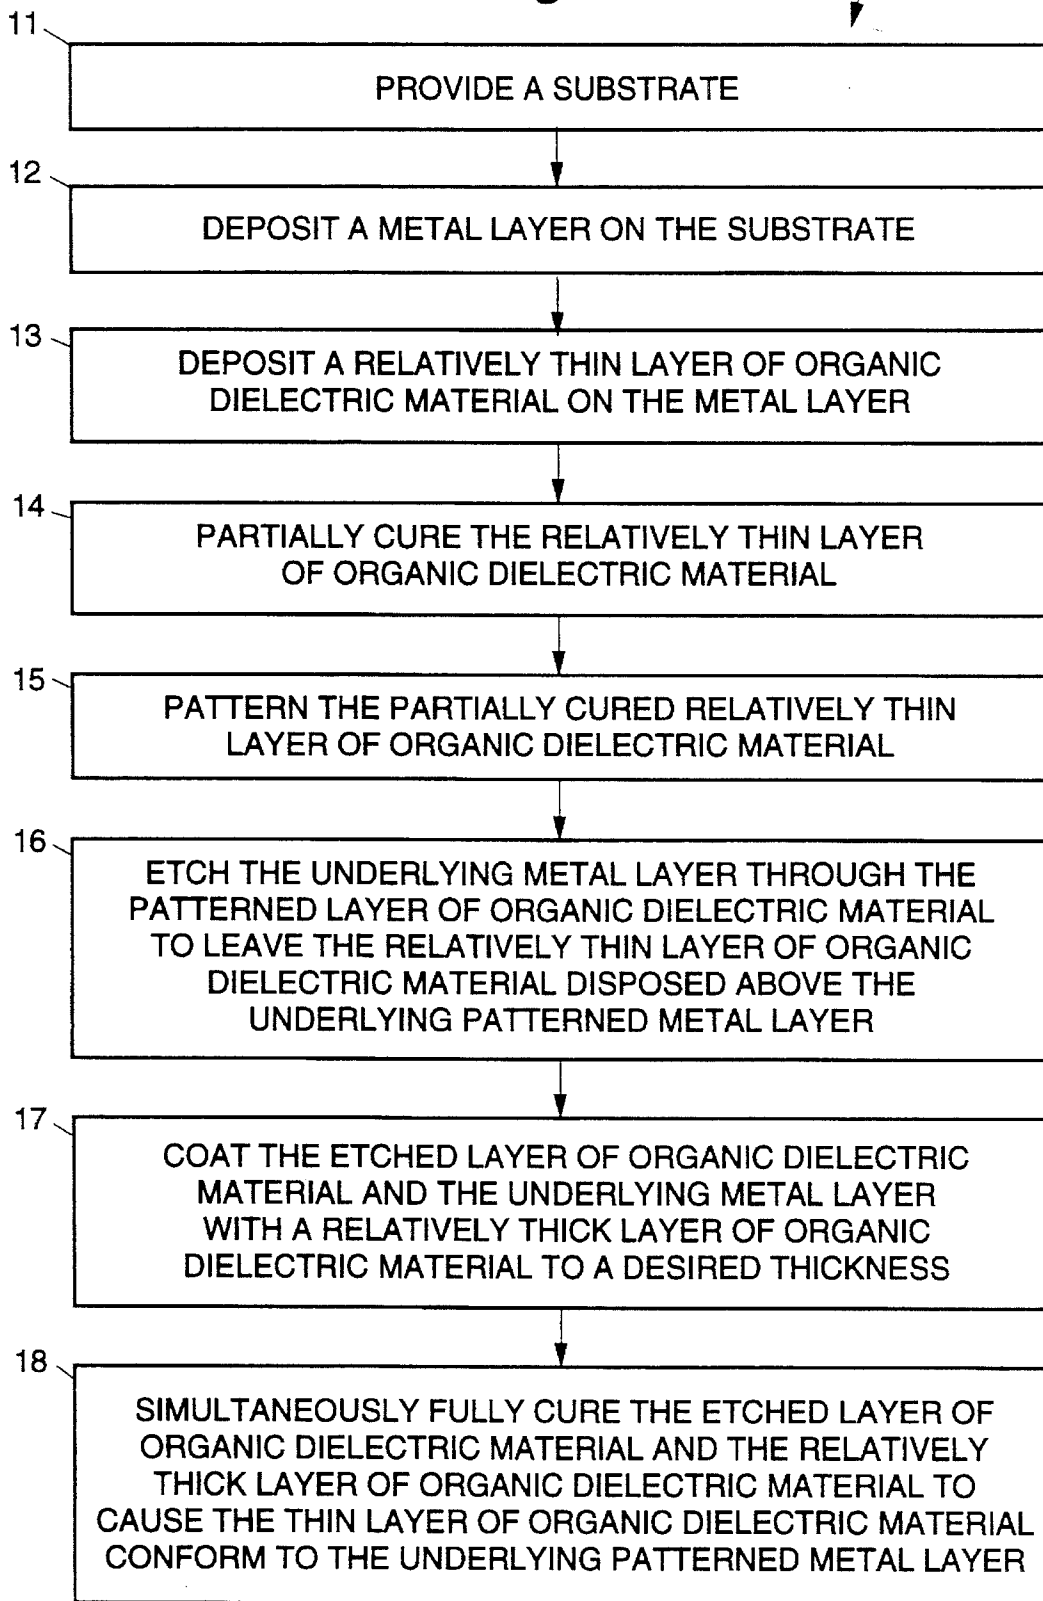 11
PROVIDE A SUBSTRATE
12
DEPOSIT A METAL LAYER ON THE SUBSTRATE
13
DEPOSIT A RELATIVELY THIN LAYER OF ORGANIC
DIELECTRIC MATERIAL ON THE METAL LAYER
14
PARTIALLY CURE THE RELATIVELY THIN LAYER
OF ORGANIC DIELECTRIC MATERIAL
15
PATTERN THE PARTIALLY CURED RELATIVELY THIN
LAYER OF ORGANIC DIELECTRIC MATERIAL
16
ETCH THE UNDERLYING METAL LAYER THROUGH THE
PATTERNED LAYER OF ORGANIC DIELECTRIC MATERIAL
TO LEAVE THE RELATIVELY THIN LAYER OF ORGANIC
DIELECTRIC MATERIAL DISPOSED ABOVE THE
UNDERLYING PATTERNED METAL LAYER
17
COAT THE ETCHED LAYER OF ORGANIC DIELECTRIC
MATERIAL AND THE UNDERLYING METAL LAYER
WITH A RELATIVELY THICK LAYER OF ORGANIC
DIELECTRIC MATERIAL TO A DESIRED THICKNESS
18
SIMULTANEOUSLY FULLY CURE THE ETCHED LAYER OF
ORGANIC DIELECTRIC MATERIAL AND THE RELATIVELY
THICK LAYER OF ORGANIC DIELECTRIC MATERIAL TO
CAUSE THE THIN LAYER OF ORGANIC DIELECTRIC MATERIAL
CONFORM TO THE UNDERLYING PATTERNED METAL LAYER